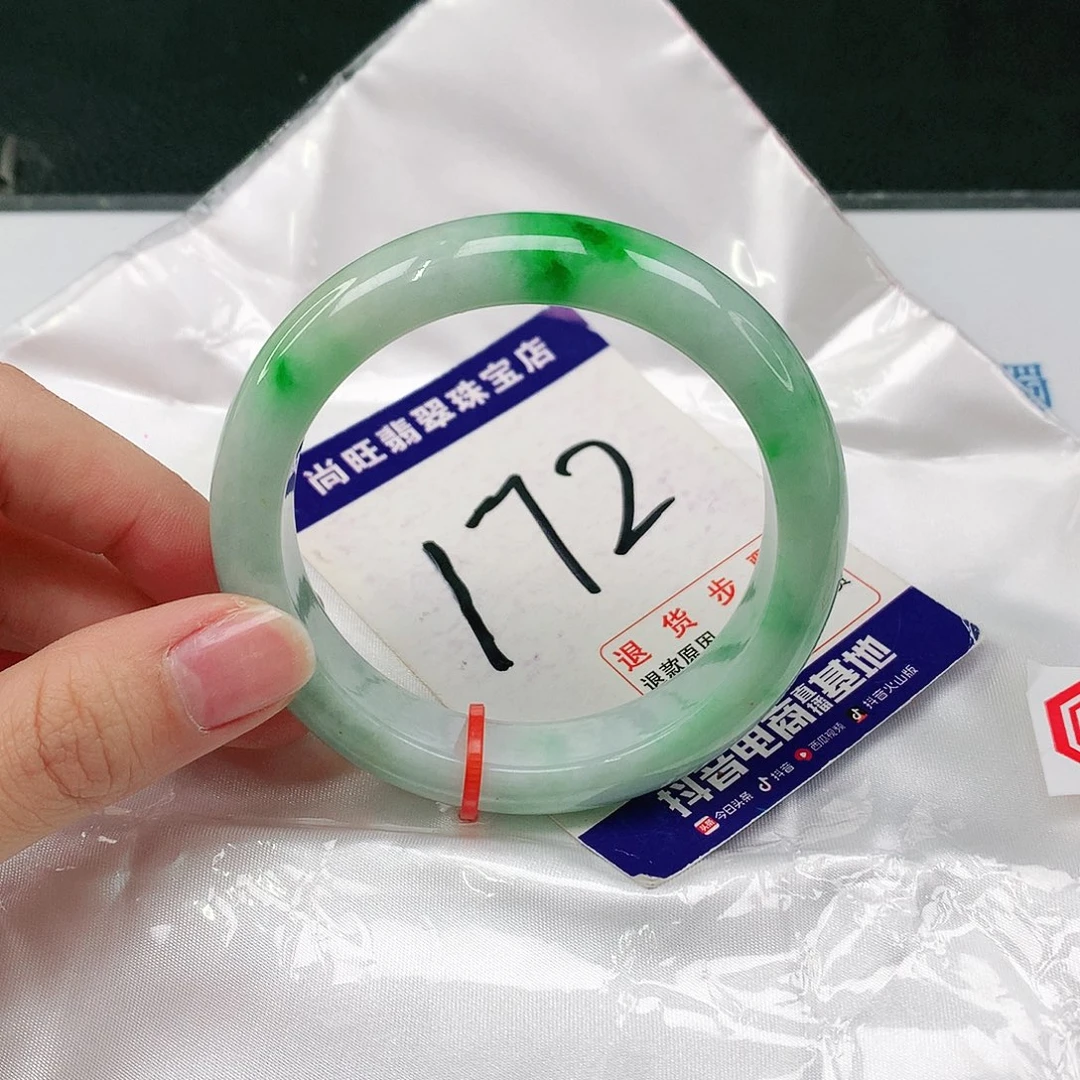 尚旺翡翠珠宝店
172
退货步
退款原因
抖音电商直播基地
今日头条 抖音 西瓜视频 抖音火山版